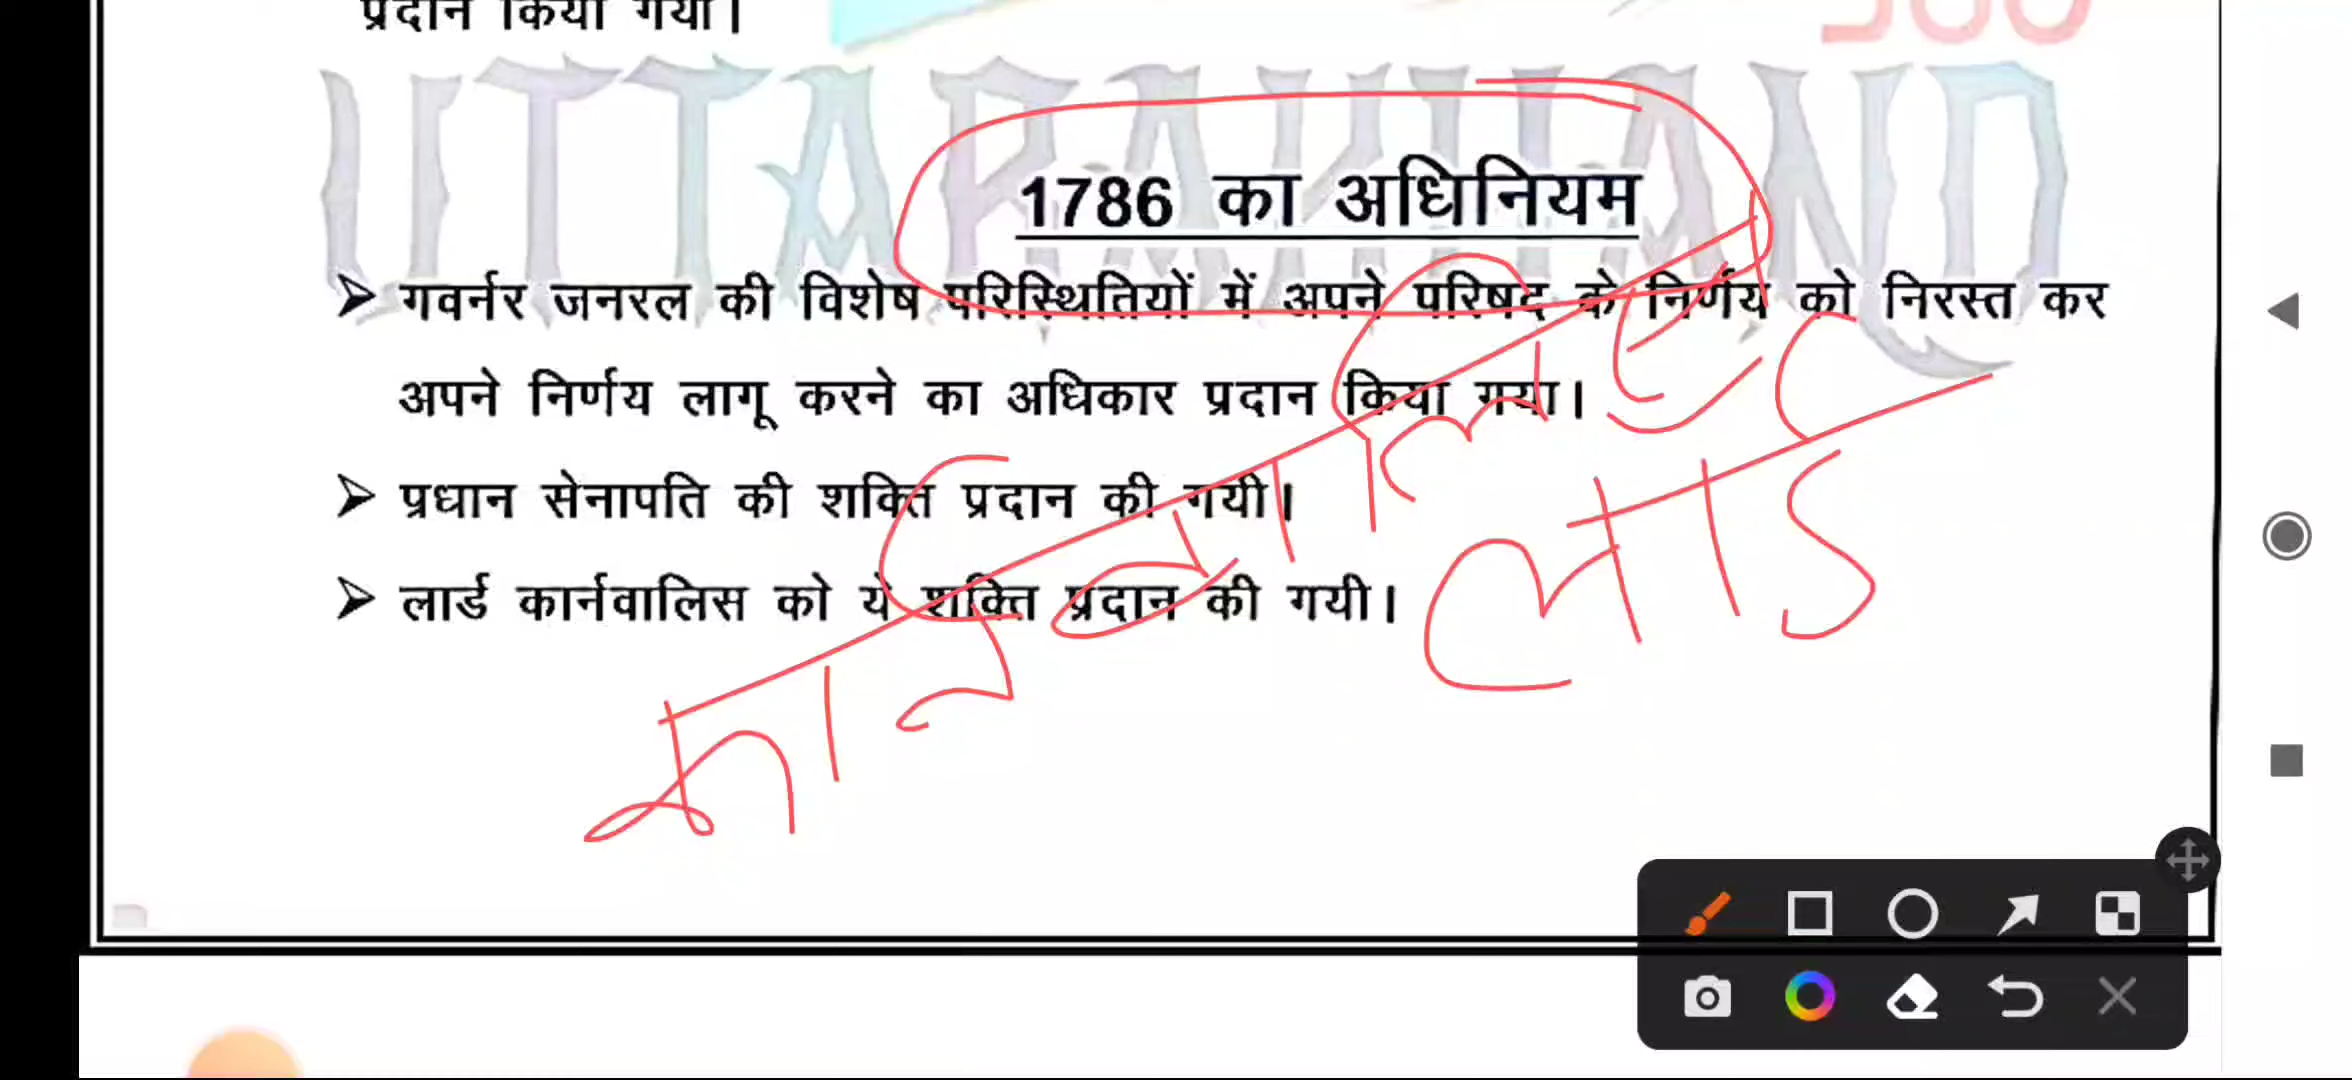 प्रदान किया गया।
UTTARAKHAND
1786 का अधिनियम
➢ गवर्नर जनरल की विशेष परिस्थितियों में अपने परिषद के निर्णय को निरस्त कर
अपने निर्णय लागू करने का अधिकार प्रदान किया गया।
➢ प्रधान सेनापति की शक्ति प्रदान की गयी।
➢ लार्ड कार्नवालिस को ये शक्ति प्रदान की गयी।
लार्ड
कार्नवालिस